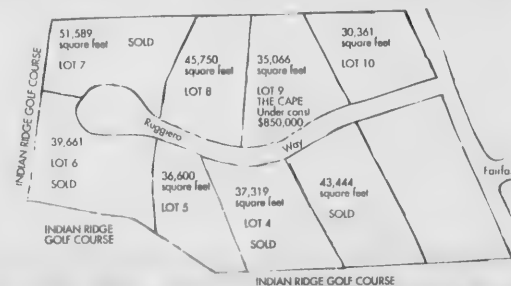 51,589
square feet
SOLD
LOT 7
45,750
square feet
LOT 8
35,066
square feet
LOT 9
THE CAPE
Under const
$850,000
30,361
square feet
LOT 10
INDIAN RIDGE GOLF COURSE
39,661
LOT 6
SOLD
Ruggiero
Way
36,600
square feet
LOT 5
37,319
square feet
LOT 4
SOLD
43,444
square feet
SOLD
Fairfa
INDIAN RIDGE
GOLF COURSE
INDIAN RIDGE GOLF COURSE